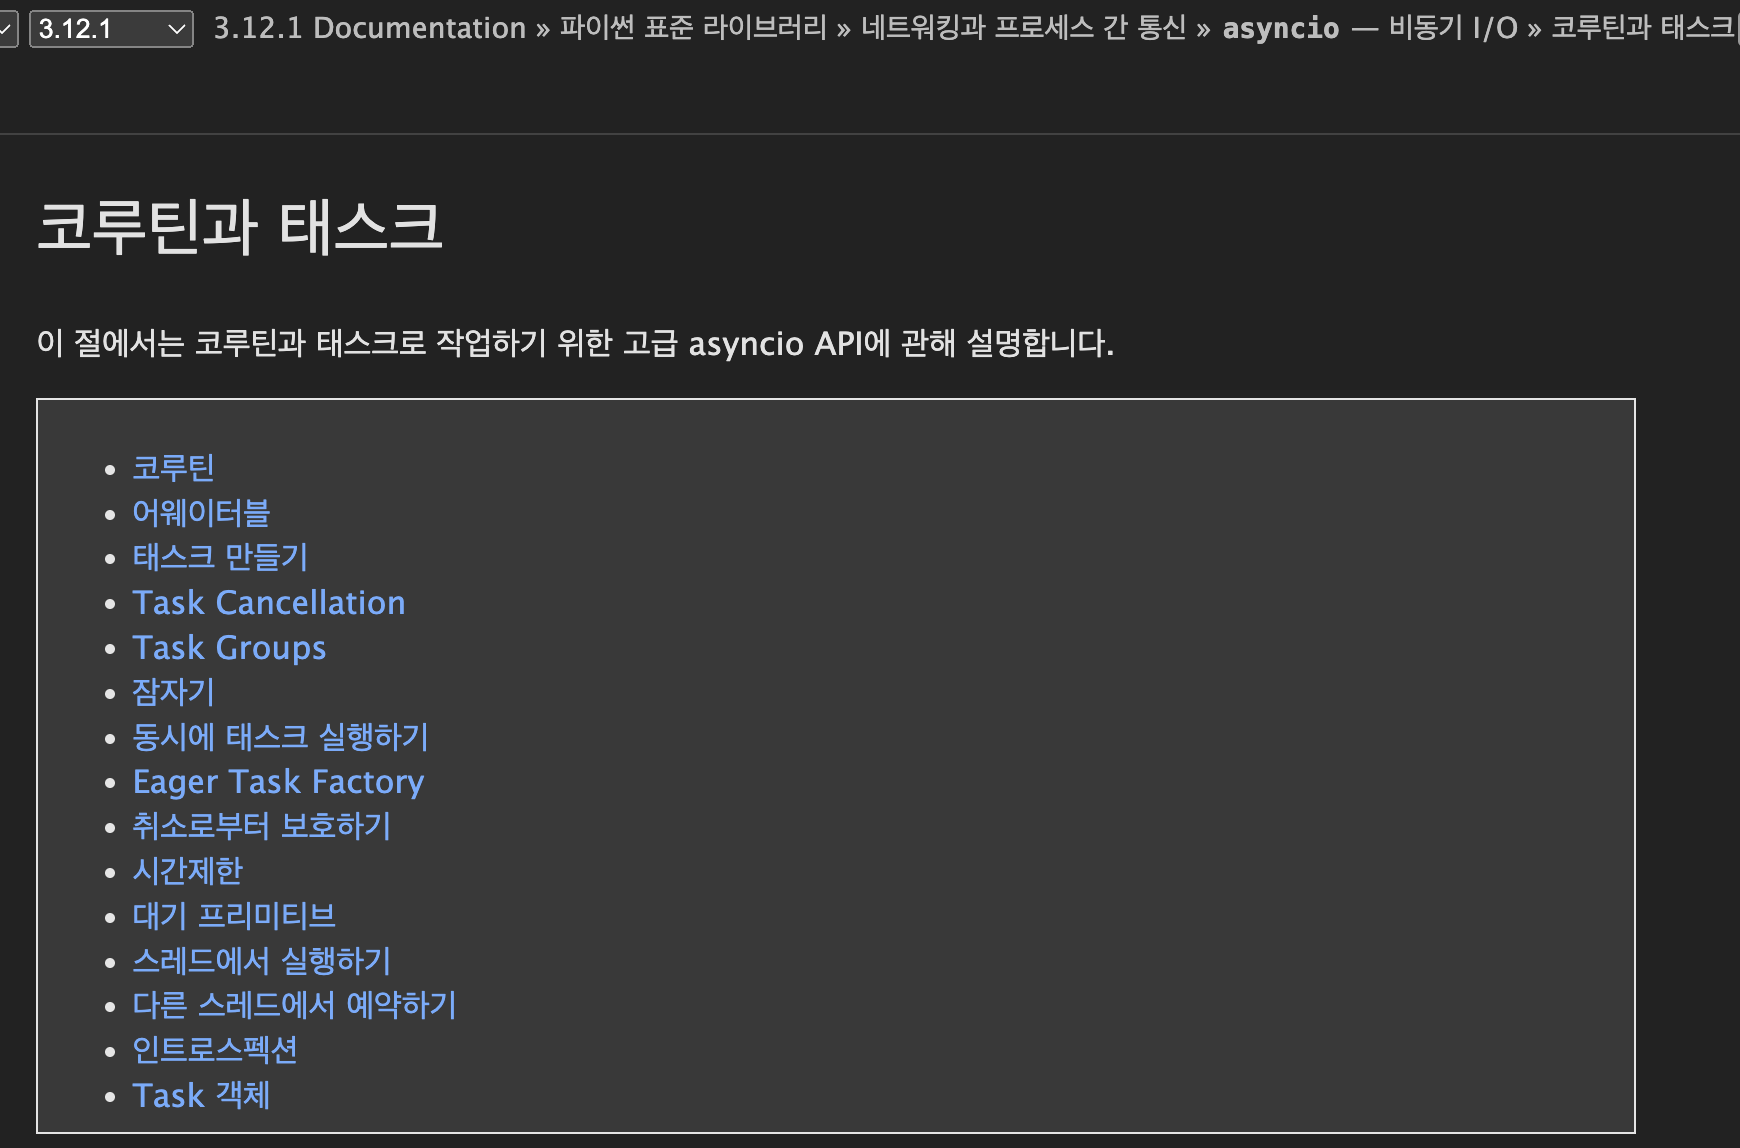 3.12.1 3.12.1 Documentation » 파이썬 표준 라이브러리 » 네트워킹과 프로세스 간 통신 » asyncio — 비동기 I/O » 코루틴과 태스크
코루틴과 태스크
이 절에서는 코루틴과 태스크로 작업하기 위한 고급 asyncio API에 관해 설명합니다.
• 코루틴
• 어웨이터블
• 태스크 만들기
• Task Cancellation
• Task Groups
• 잠자기
• 동시에 태스크 실행하기
• Eager Task Factory
• 취소로부터 보호하기
• 시간제한
• 대기 프리미티브
• 스레드에서 실행하기
• 다른 스레드에서 예약하기
• 인트로스펙션
• Task 객체